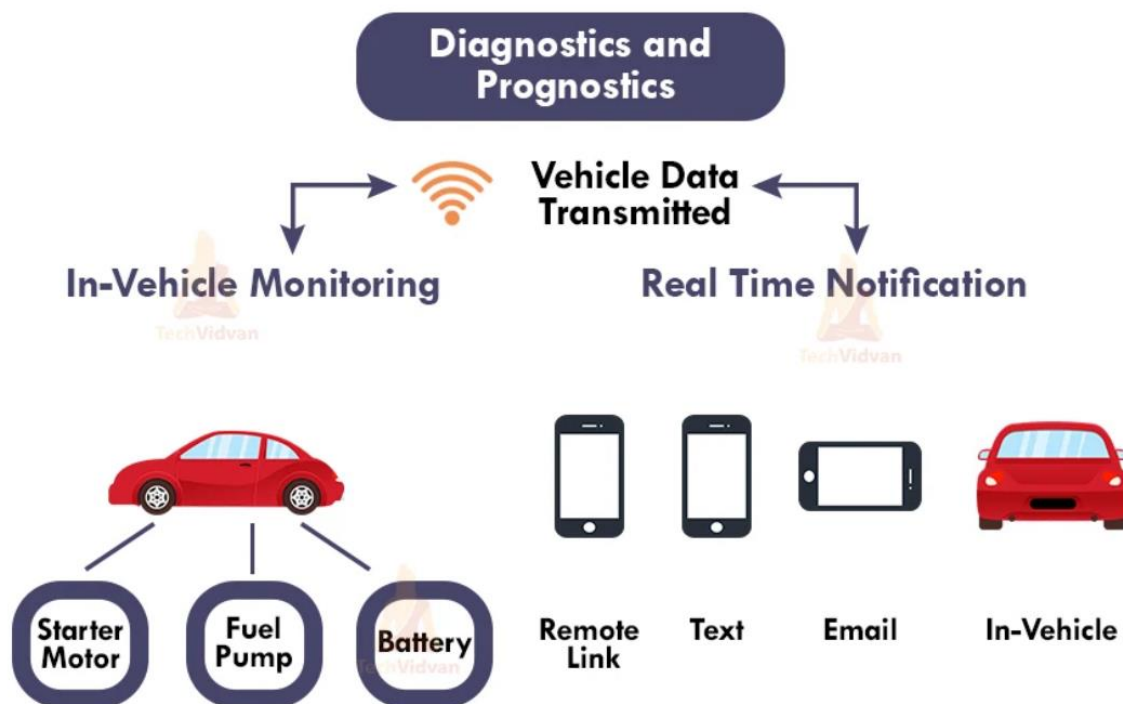 Diagnostics and
Prognostics
Vehicle Data
Transmitted
In-Vehicle Monitoring
Real Time Notification
TechVidvan
TechVidvan
Starter
Motor
Fuel
Pump
Battery
TechVidvan
Remote
Link
Text
Email
In-Vehicle